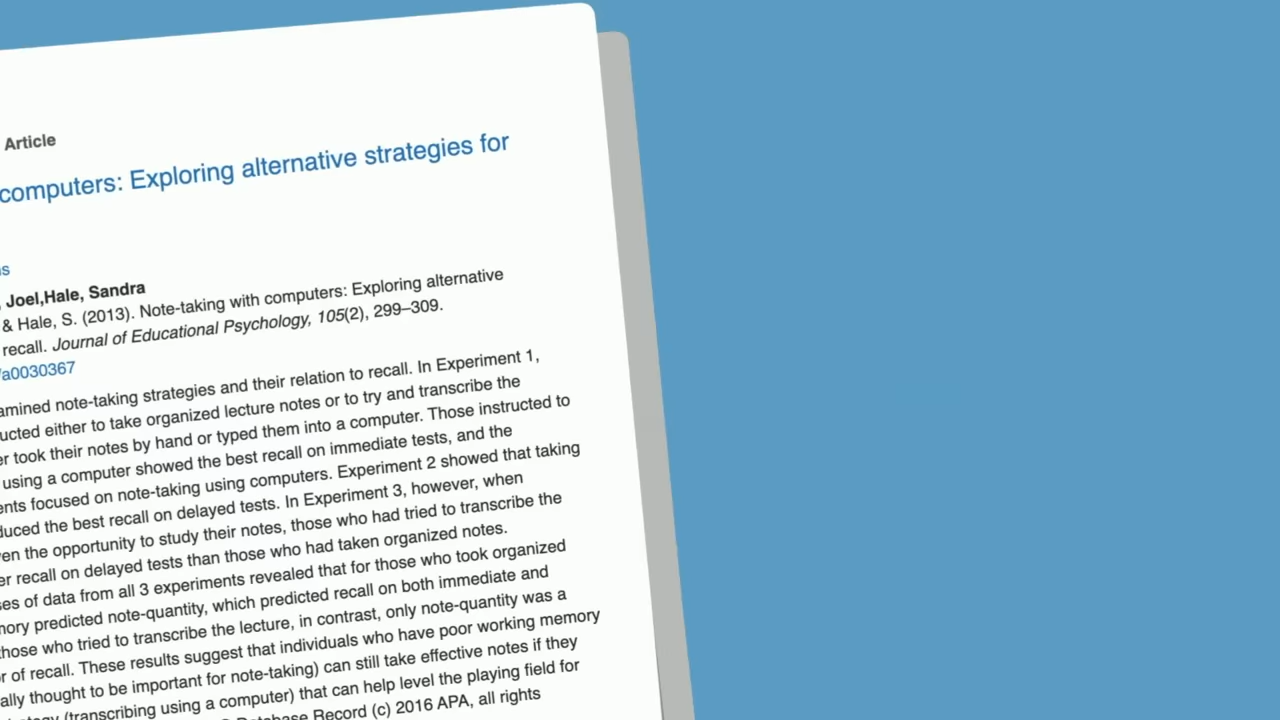 Article
computers: Exploring alternative strategies for
s
, Joel,Hale, Sandra
& Hale, S. (2013). Note-taking with computers: Exploring alternative
recall. Journal of Educational Psychology, 105(2), 299–309.
/a0030367
amined note-taking strategies and their relation to recall. In Experiment 1,
ucted either to take organized lecture notes or to try and transcribe the
er took their notes by hand or typed them into a computer. Those instructed to
using a computer showed the best recall on immediate tests, and the
ents focused on note-taking using computers. Experiment 2 showed that taking
duced the best recall on delayed tests. In Experiment 3, however, when
en the opportunity to study their notes, those who had tried to transcribe the
er recall on delayed tests than those who had taken organized notes.
ses of data from all 3 experiments revealed that for those who took organized
mory predicted note-quantity, which predicted recall on both immediate and
those who tried to transcribe the lecture, in contrast, only note-quantity was a
r of recall. These results suggest that individuals who have poor working memory
ally thought to be important for note-taking) can still take effective notes if they
(transcribing using a computer) that can help level the playing field for
Database Record (c) 2016 APA, all rights